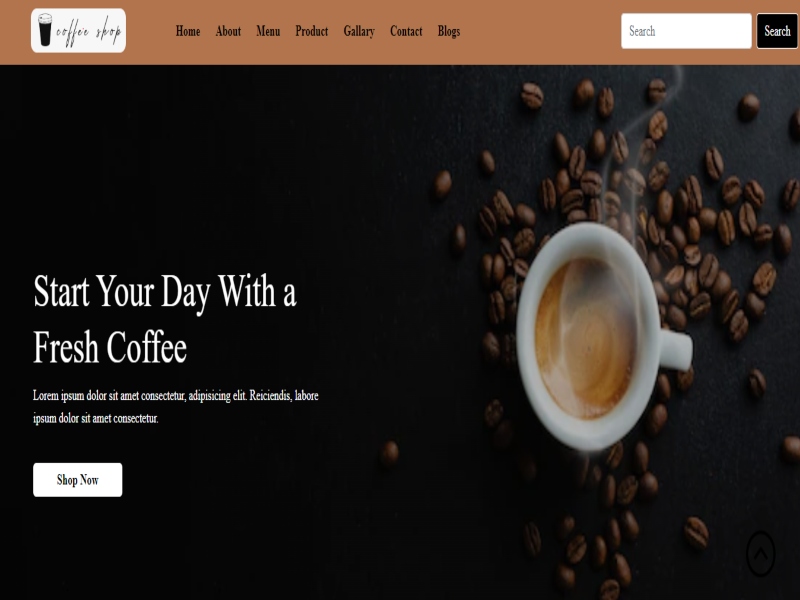 coffee shop
Home About Menu Product Gallary Contact Blogs
Search
Search
Start Your Day With a
Fresh Coffee
Lorem ipsum dolor sit amet consectetur, adipisicing elit. Reiciendis, labore
ipsum dolor sit amet consectetur.
Shop Now